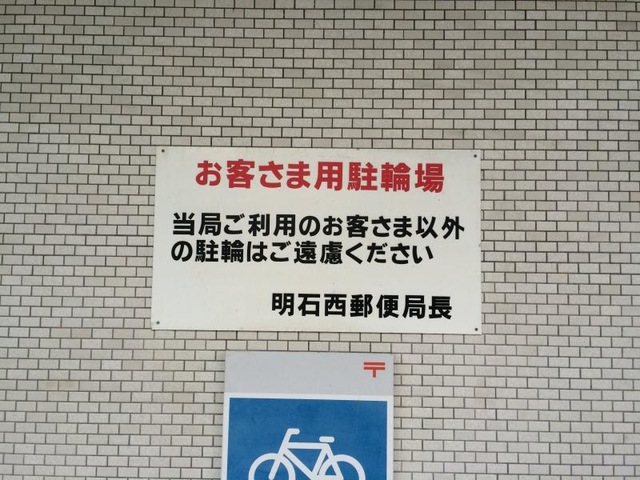 お客さま用駐輪場
当局ご利用のお客さま以外
の駐輪はご遠慮ください
明石西郵便局長
〒